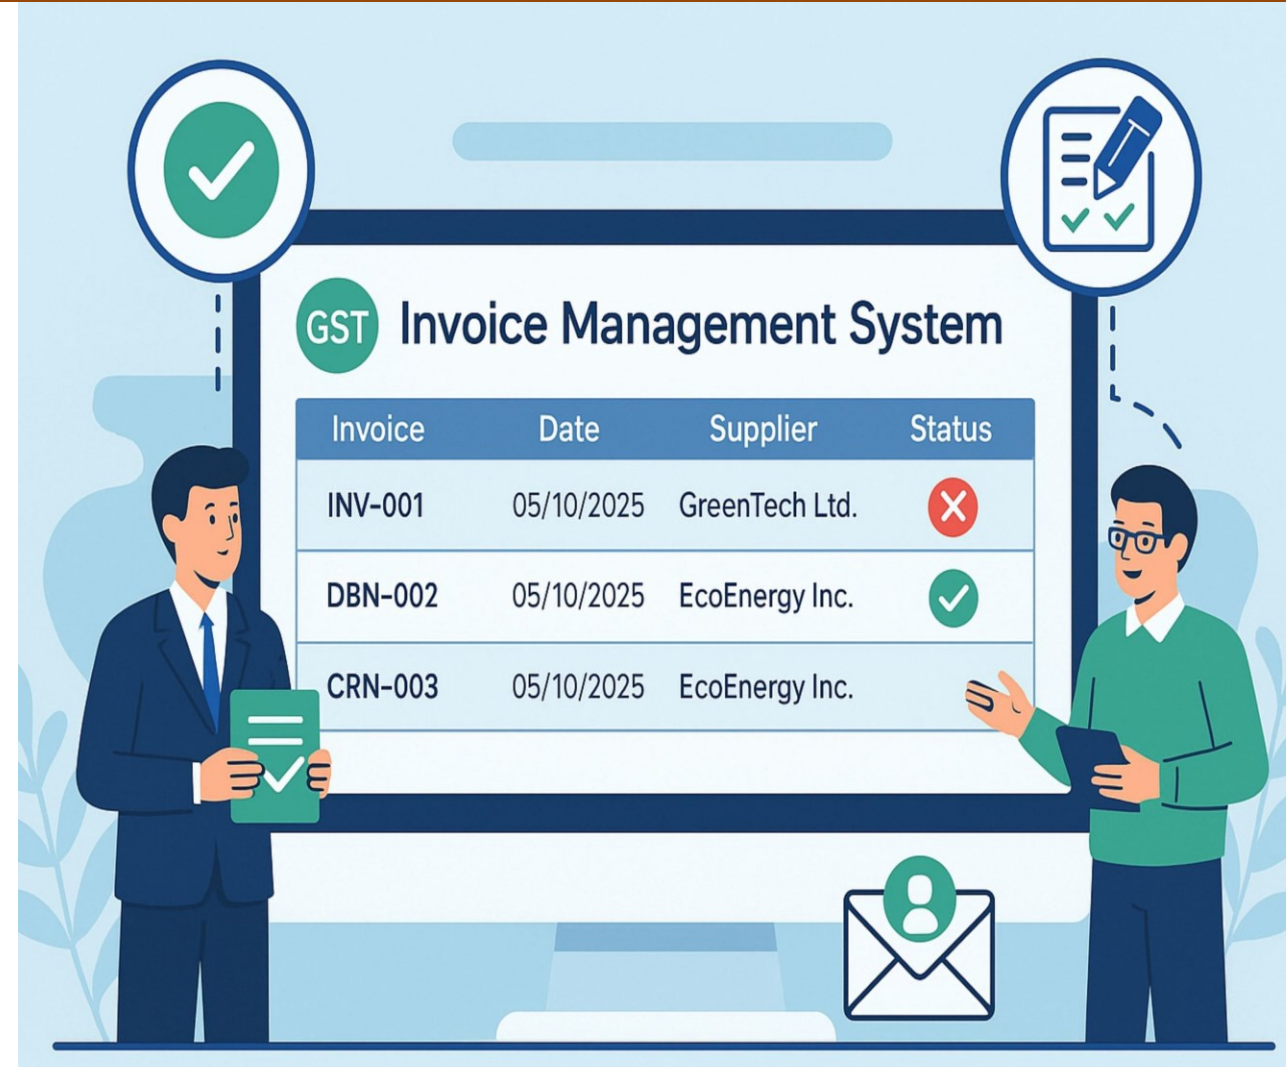 GST Invoice Management System
Invoice Date Supplier Status
INV-001 05/10/2025 GreenTech Ltd.
DBN-002 05/10/2025 EcoEnergy Inc.
CRN-003 05/10/2025 EcoEnergy Inc.